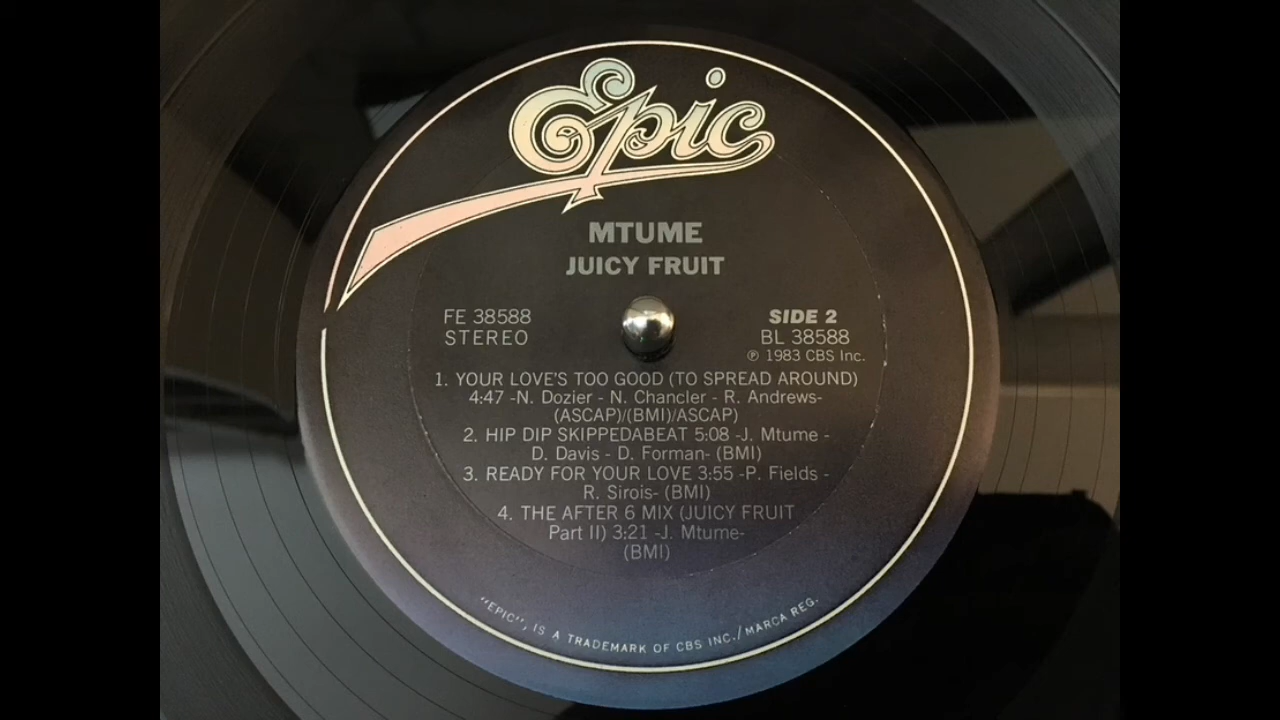 Epic
MTUME
JUICY FRUIT
FE 38588
STEREO
SIDE 2
BL 38588
℗ 1983 CBS Inc.
1. YOUR LOVE'S TOO GOOD (TO SPREAD AROUND)
4:47 -N. Dozier - N. Chancler - R. Andrews-
(ASCAP)/(BMI)/ASCAP)
2. HIP DIP SKIPPEDABEAT 5:08 -J. Mtume -
D. Davis - D. Forman- (BMI)
3. READY FOR YOUR LOVE 3:55 -P. Fields -
R. Sirois- (BMI)
4. THE AFTER 6 MIX (JUICY FRUIT
Part II) 3:21 -J. Mtume-
(BMI)
"EPIC", IS A TRADEMARK OF CBS INC./MARCA REG.